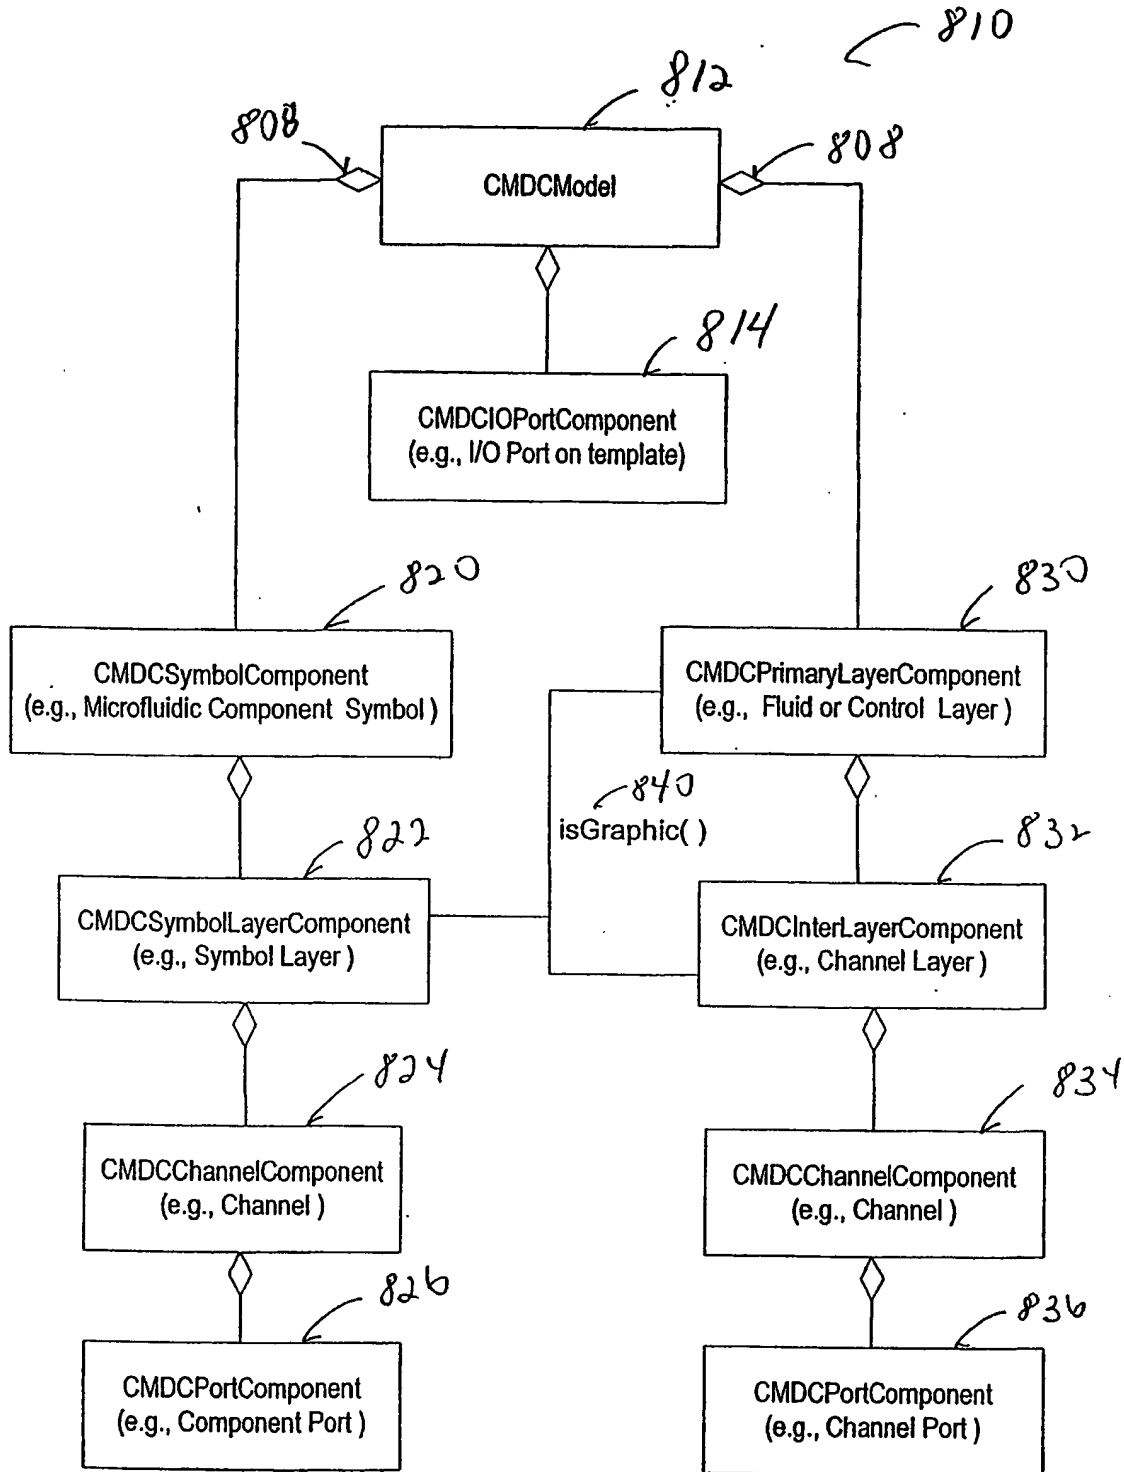 810
812
808
808
CMDCModel
814
CMDCIOPortComponent
(e.g., I/O Port on template)
820
830
CMDCSymbolComponent
(e.g., Microfluidic Component Symbol )
CMDCPrimaryLayerComponent
(e.g., Fluid or Control Layer )
840
isGraphic( )
822
832
CMDCSymbolLayerComponent
(e.g., Symbol Layer )
CMDCInterLayerComponent
(e.g., Channel Layer )
824
834
CMDCChannelComponent
(e.g., Channel )
CMDCChannelComponent
(e.g., Channel )
826
836
CMDCPortComponent
(e.g., Component Port )
CMDCPortComponent
(e.g., Channel Port )